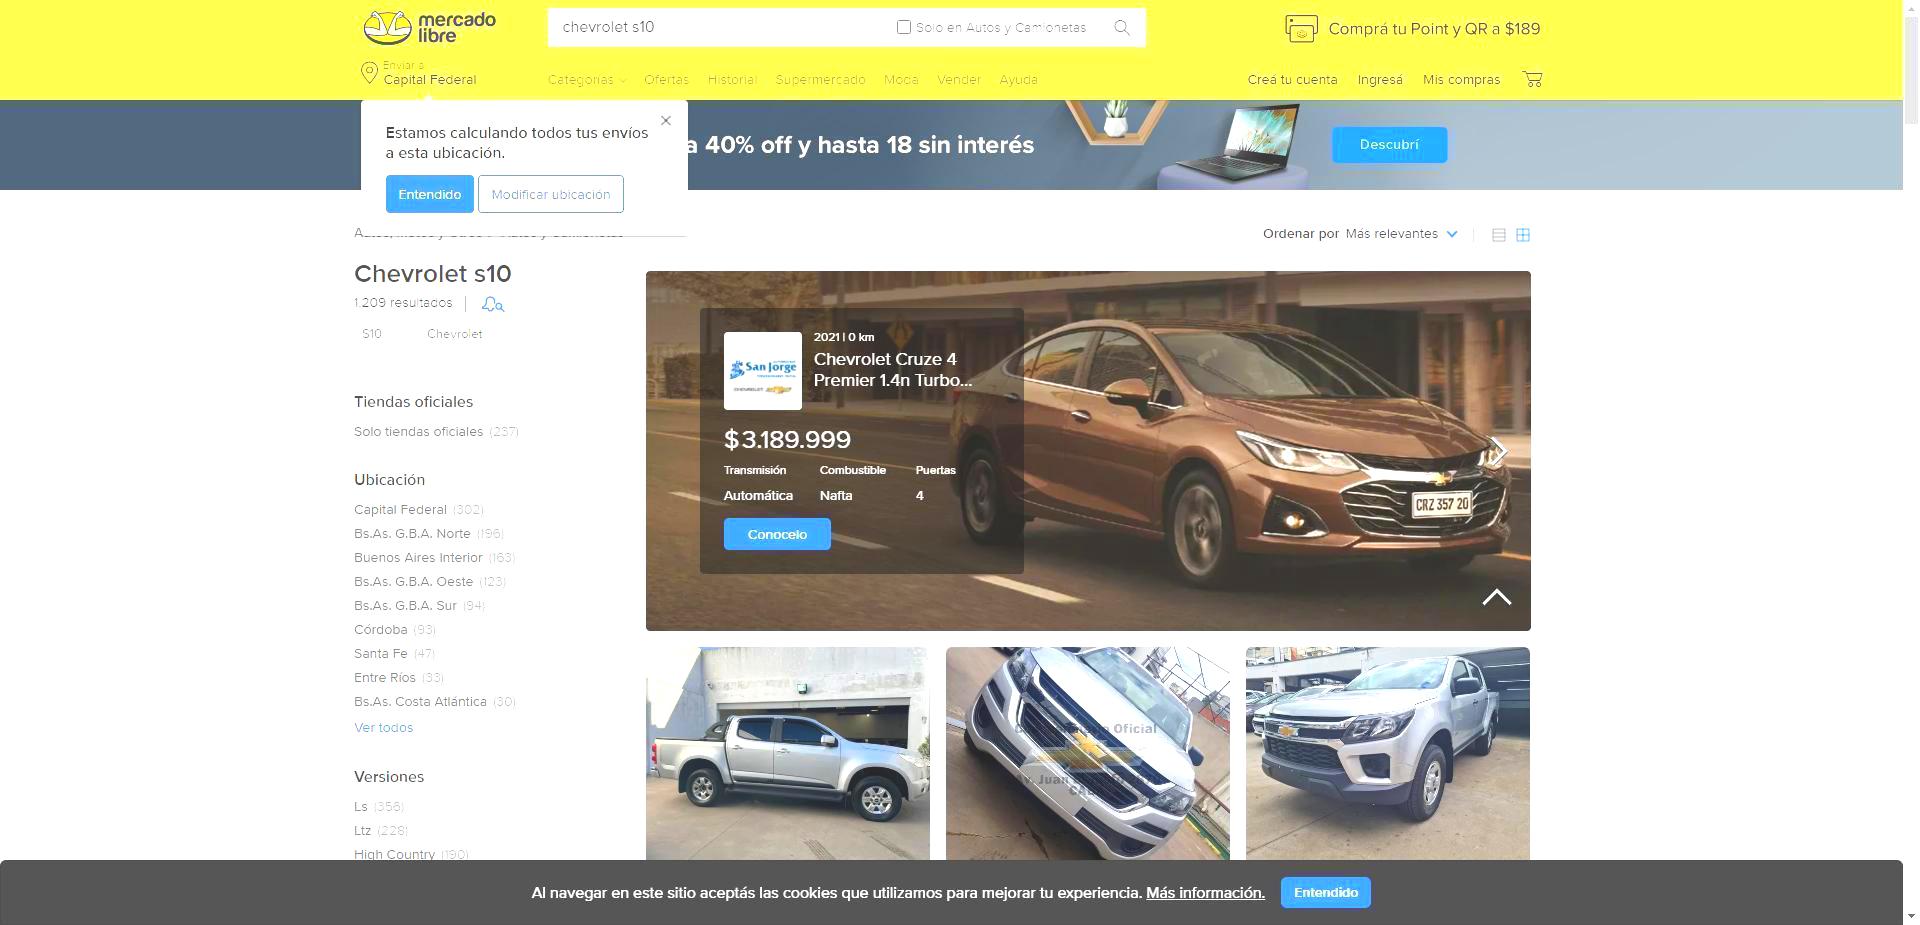 mercado
libre
chevrolet s10
Solo en Autos y Camionetas
Comprá tu Point y QR a $189
Enviar a
Capital Federal
Categorías
Ofertas
Historial
Supermercado
Moda
Vender
Ayuda
Creá tu cuenta
Ingresá
Mis compras
Estamos calculando todos tus envíos
a esta ubicación.
Entendido
Modificar ubicación
a 40% off y hasta 18 sin interés
Descubrí
Ordenar por Más relevantes
Chevrolet s10
1.209 resultados
S10
Chevrolet
Tiendas oficiales
Solo tiendas oficiales (237)
Ubicación
Capital Federal (302)
Bs.As. G.B.A. Norte (196)
Buenos Aires Interior (163)
Bs.As. G.B.A. Oeste (123)
Bs.As. G.B.A. Sur (94)
Córdoba (93)
Santa Fe (47)
Entre Ríos (33)
Bs.As. Costa Atlántica (30)
Ver todos
Versiones
Ls (358)
Ltz (228)
High Country (190)
San Jorge
CHEVROLET
2021 | 0 km
Chevrolet Cruze 4
Premier 1.4n Turbo...
$ 3.189.999
Transmisión
Combustible
Puertas
Automática
Nafta
4
Conocelo
CRZ 357 20
Oficial
Av. Juan
Al navegar en este sitio aceptás las cookies que utilizamos para mejorar tu experiencia. Más información.
Entendido